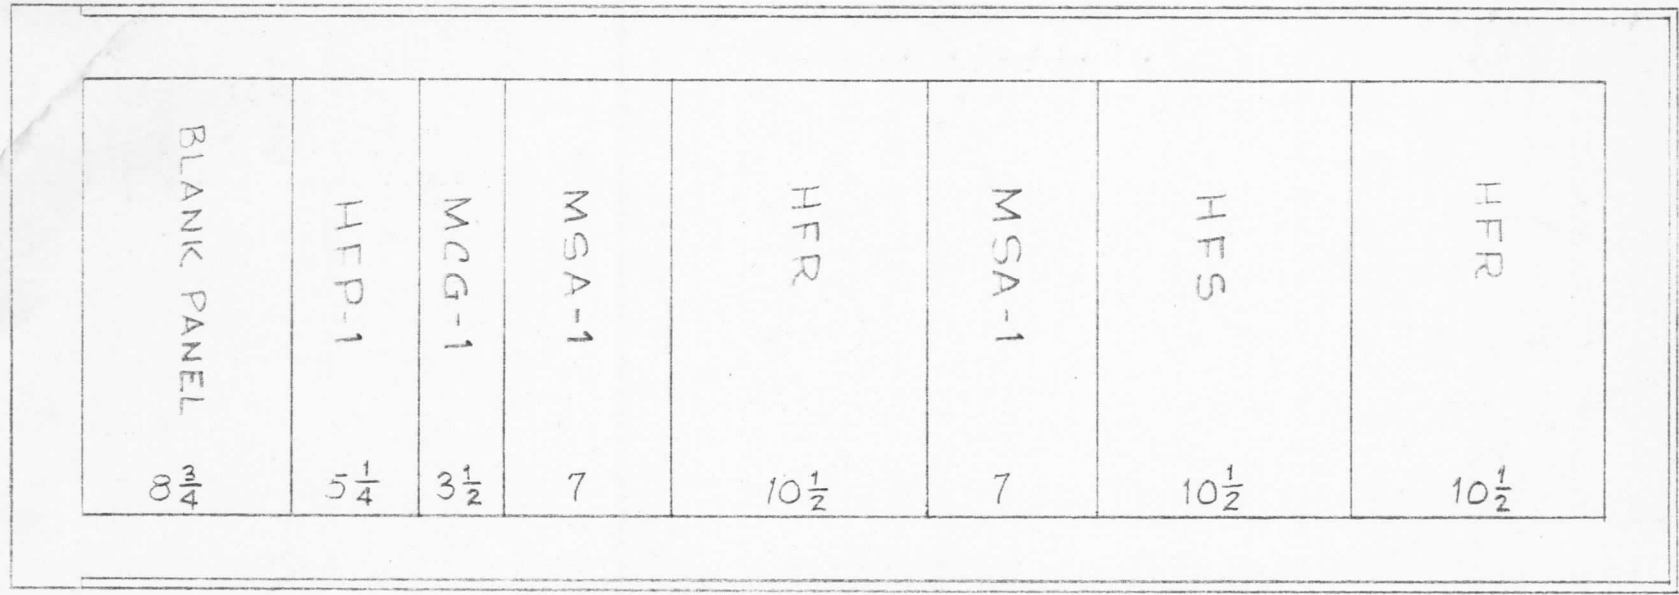 BLANK PANEL
HFP-1
MCG-1
MSA-1
HFR
MSA-1
HFS
HFR
8 3/4
5 1/4
3 1/2
7
10 1/2
7
10 1/2
10 1/2